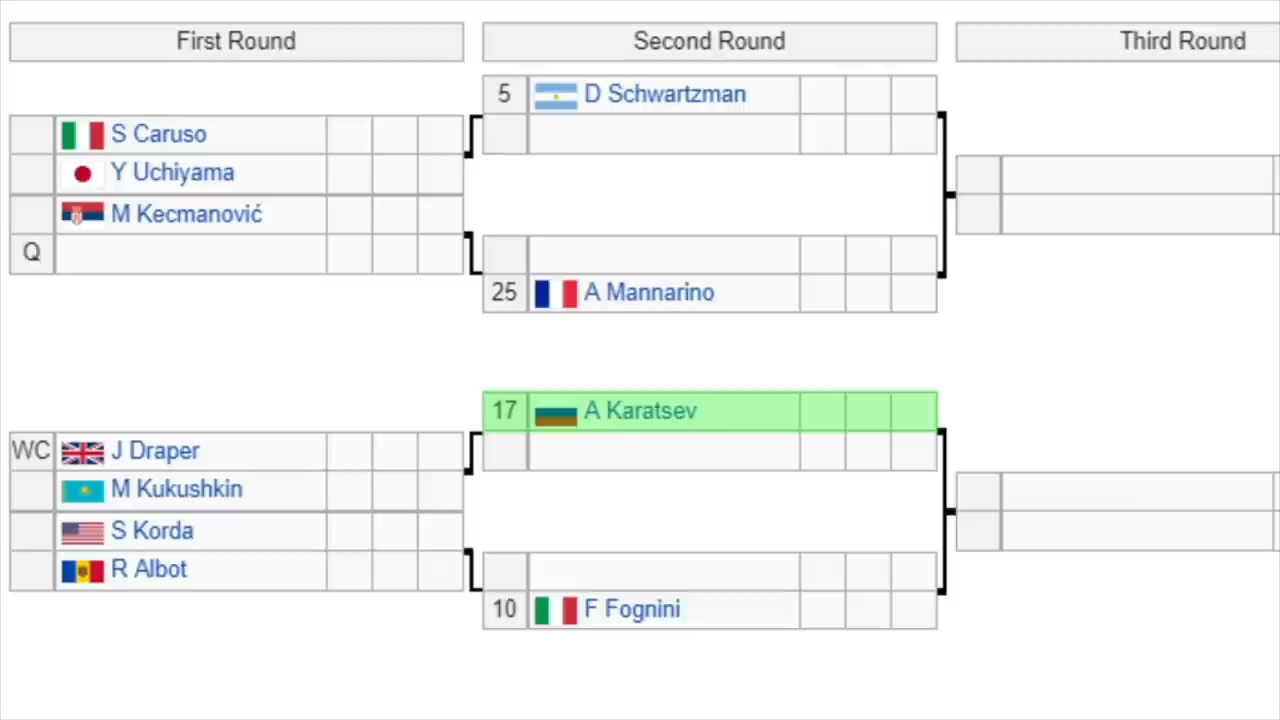 First Round
Second Round
Third Round
5 D Schwartzman
S Caruso
Y Uchiyama
M Kecmanović
Q
25 A Mannarino
17 A Karatsev
WC J Draper
M Kukushkin
S Korda
R Albot
10 F Fognini